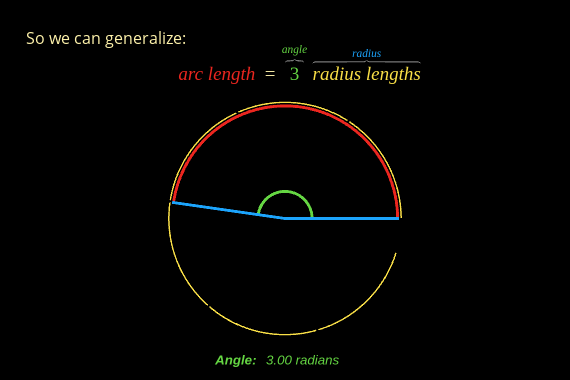 So we can generalize:
angle radius
arc length = 3 radius lengths
Angle: 3.00 radians